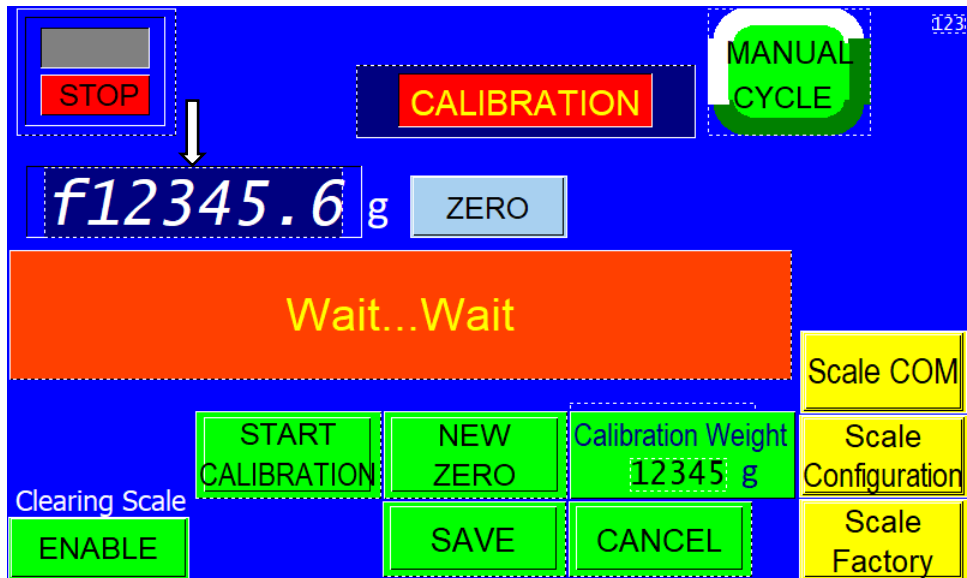 123
MANUAL
CYCLE
STOP
CALIBRATION
f12345.6 g
ZERO
Wait...Wait
Scale COM
START
CALIBRATION
NEW
ZERO
Calibration Weight
12345 g
Scale
Configuration
Clearing Scale
ENABLE
SAVE
CANCEL
Scale
Factory